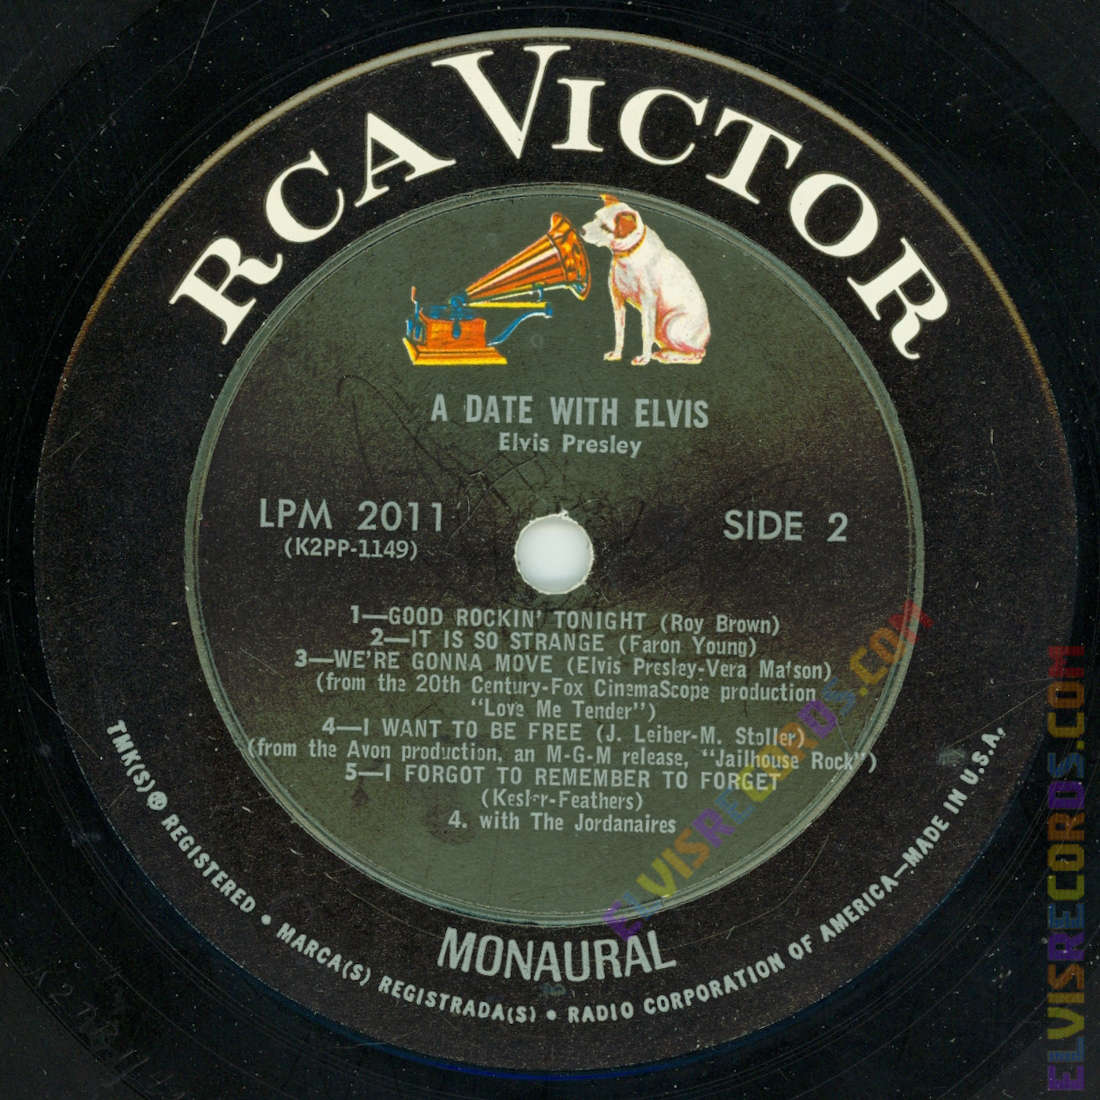 RCA VICTOR
A DATE WITH ELVIS
Elvis Presley
LPM 2011
(K2PP-1149)
SIDE 2
1—GOOD ROCKIN' TONIGHT (Roy Brown)
2—IT IS SO STRANGE (Faron Young)
3—WE'RE GONNA MOVE (Elvis Presley-Vera Matson)
(from the 20th Century-Fox CinemaScope production
"Love Me Tender")
4—I WANT TO BE FREE (J. Leiber-M. Stoller)
(from the Avon production, an M-G-M release, "Jailhouse Rock")
5—I FORGOT TO REMEMBER TO FORGET
(Kesler-Feathers)
4. with The Jordanaires
MONAURAL
TMK(S) ® REGISTERED • MARCA(S) REGISTRADA(S) • RADIO CORPORATION OF AMERICA—MADE IN U.S.A.
ELVISRECORDS.COM
ELVISRECORDS.COM